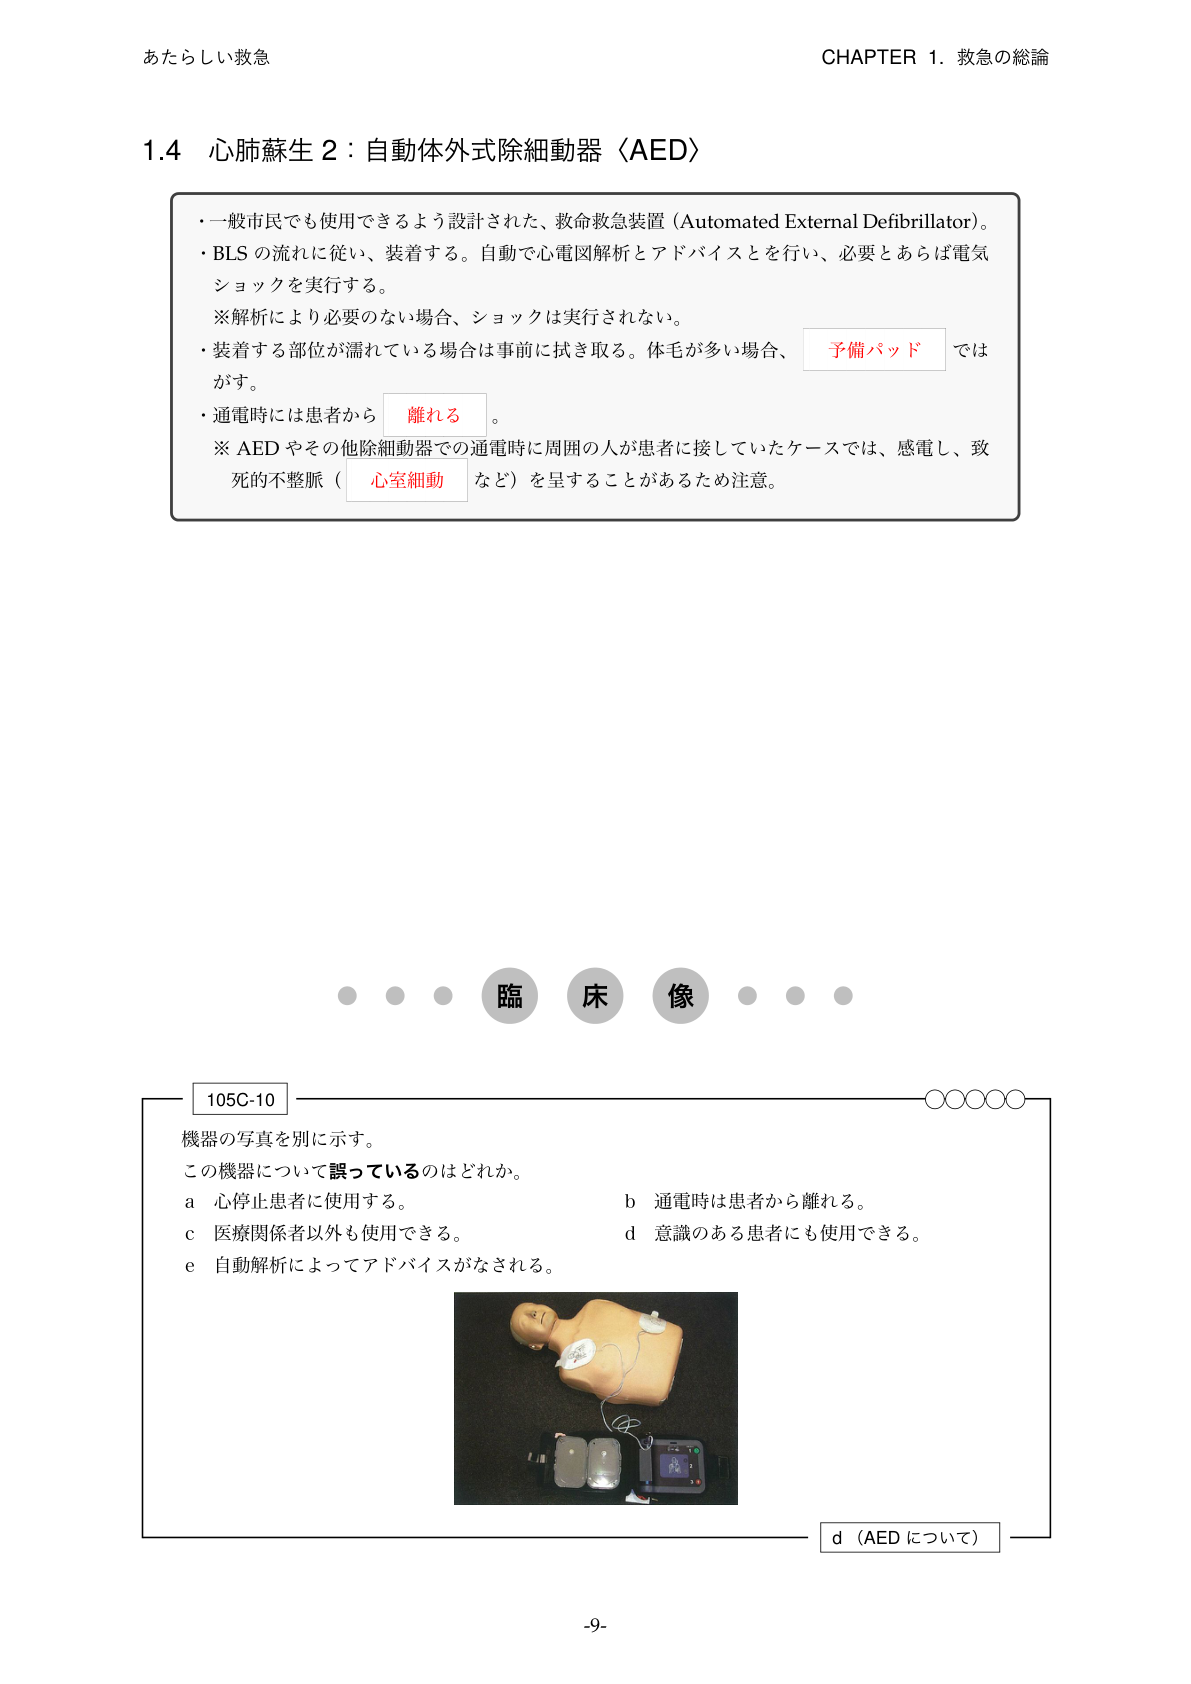 あたらしい救急
CHAPTER 1. 救急の総論
1.4 心肺蘇生 2：自動体外式除細動器〈AED〉
・一般市民でも使用できるよう設計された、救命救急装置（Automated External Defibrillator）。
・BLS の流れに従い、装着する。自動で心電図解析とアドバイスとを行い、必要とあらば電気
ショックを実行する。
※解析により必要のない場合、ショックは実行されない。
・装着する部位が濡れている場合は事前に拭き取る。体毛が多い場合、 予備パッド では
がす。
・通電時には患者から 離れる 。
※ AED やその他除細動器での通電時に周囲の人が患者に接していたケースでは、感電し、致
死的不整脈（ 心室細動 など）を呈することがあるため注意。
臨 床 像
105C-10
機器の写真を別に示す。
この機器について誤っているのはどれか。
a 心停止患者に使用する。 b 通電時は患者から離れる。
c 医療関係者以外も使用できる。 d 意識のある患者にも使用できる。
e 自動解析によってアドバイスがなされる。
d （AED について）
-9-